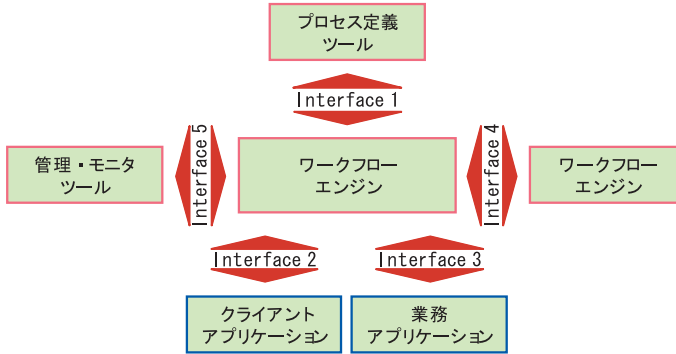 プロセス定義
ツール
Interface 1
管理・モニタ
ツール
Interface 5
ワークフロー
エンジン
Interface 4
ワークフロー
エンジン
Interface 2
Interface 3
クライアント
アプリケーション
業務
アプリケーション